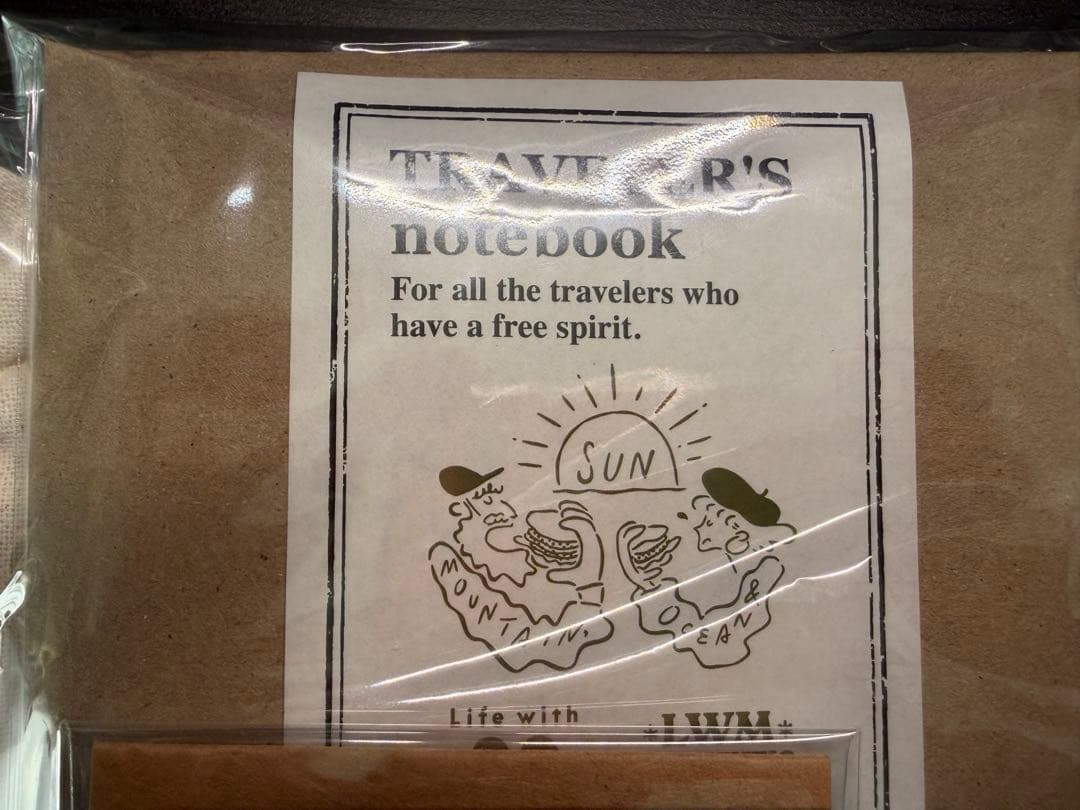 TRAVELER'S
notebook
For all the travelers who
have a free spirit.
SUN
MOUNTAIN,
OCEAN &
Life with
*LWM*